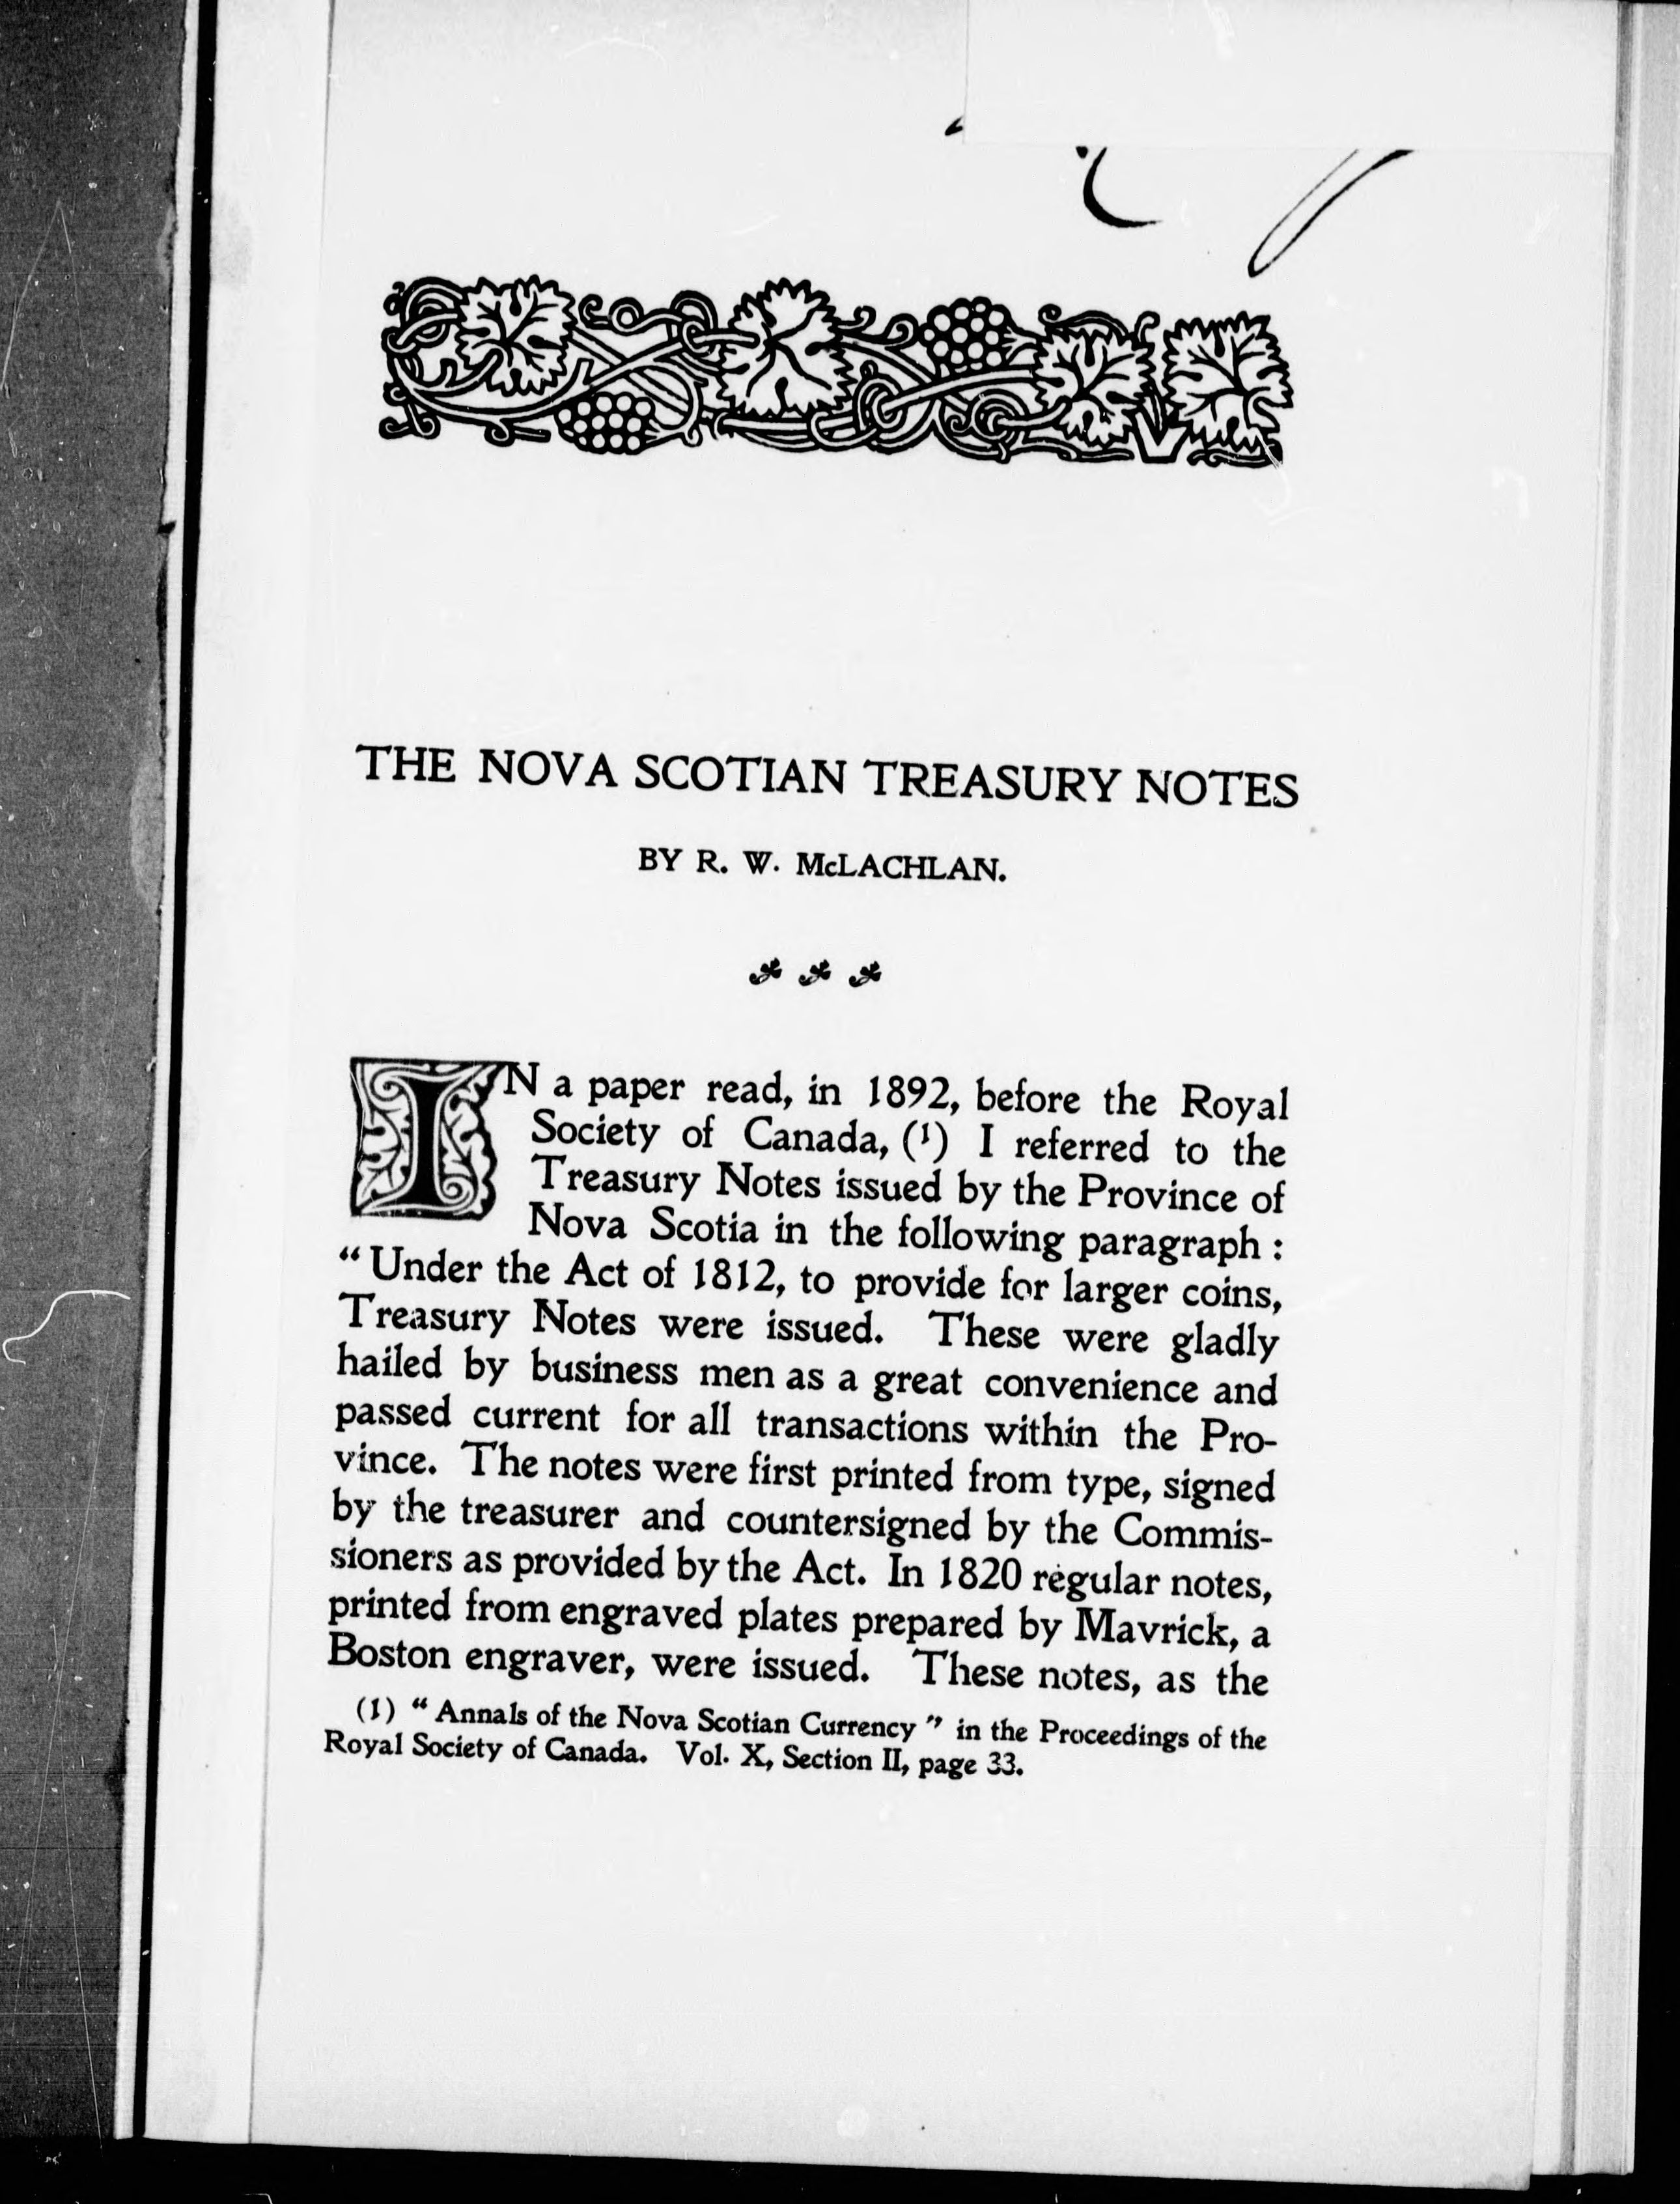 THE NOVA SCOTIAN TREASURY NOTES
BY R. W. McLACHLAN.
IN a paper read, in 1892, before the Royal
Society of Canada, (1) I referred to the
Treasury Notes issued by the Province of
Nova Scotia in the following paragraph :
“ Under the Act of 1812, to provide for larger coins,
Treasury Notes were issued. These were gladly
hailed by business men as a great convenience and
passed current for all transactions within the Pro-
vince. The notes were first printed from type, signed
by the treasurer and countersigned by the Commis-
sioners as provided by the Act. In 1820 regular notes,
printed from engraved plates prepared by Mavrick, a
Boston engraver, were issued. These notes, as the
(1) “ Annals of the Nova Scotian Currency ” in the Proceedings of the
Royal Society of Canada. Vol. X, Section II, page 33.